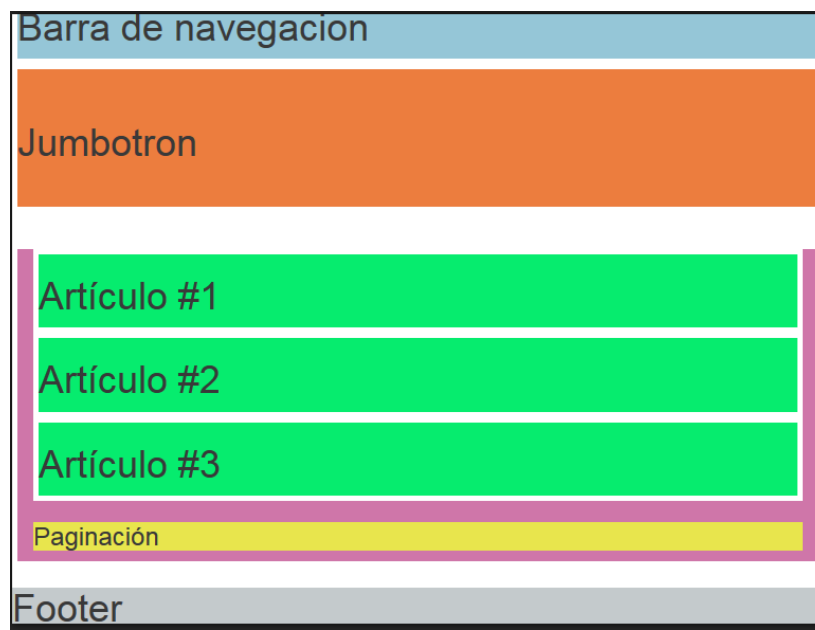 Barra de navegacion
Jumbotron
Artículo #1
Artículo #2
Artículo #3
Paginación
Footer